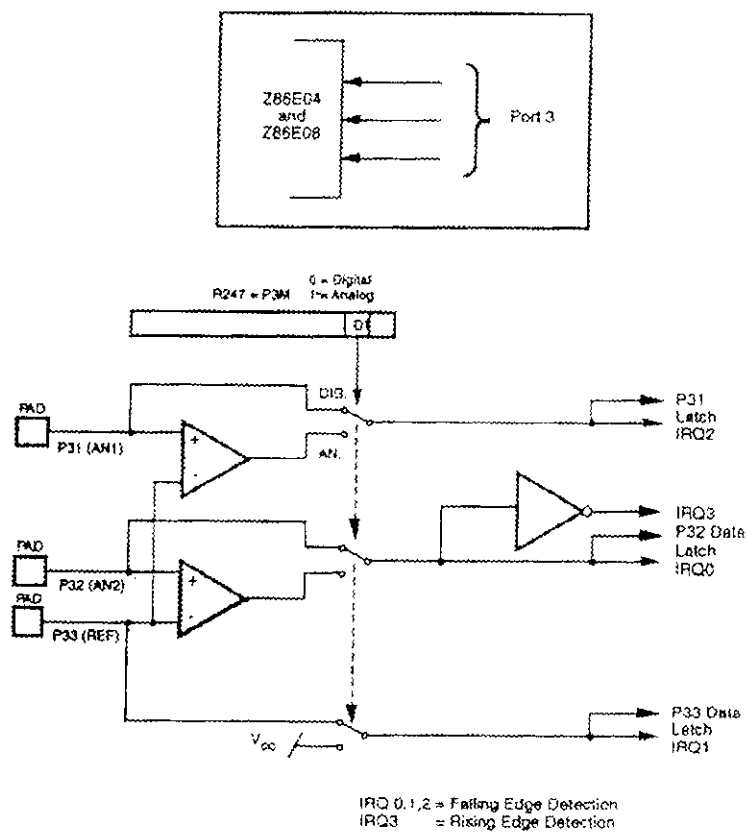 Z86E04
and
Z86E08
Port 3
0 = Digital
R247 = P3M 1 = Analog
D1
DIG.
PAD
P31 (AN1)
+
-
AN.
P31
Latch
IRQ2
IRQ3
PAD
P32 (AN2)
+
-
P32 Data
Latch
IRQ0
PAD
P33 (REF)
VCC
P33 Data
Latch
IRQ1
IRQ 0,1,2 = Falling Edge Detection
IRQ3 = Rising Edge Detection